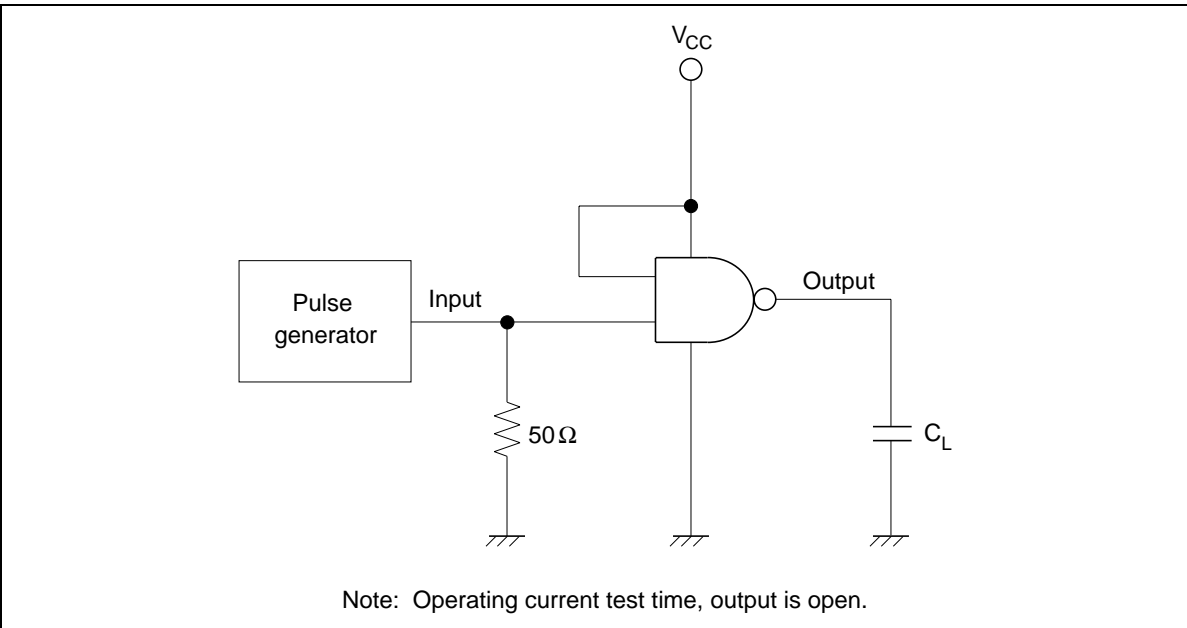 VCC
Pulse
generator
Input
Output
50Ω
CL
Note: Operating current test time, output is open.